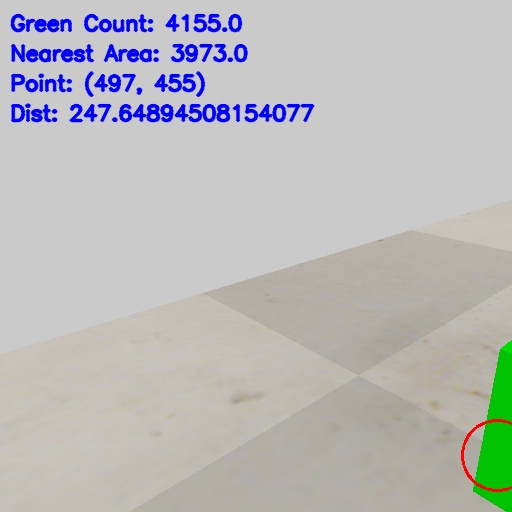 Green Count: 4155.0
Nearest Area: 3973.0
Point: (497, 455)
Dist: 247.64894508154077